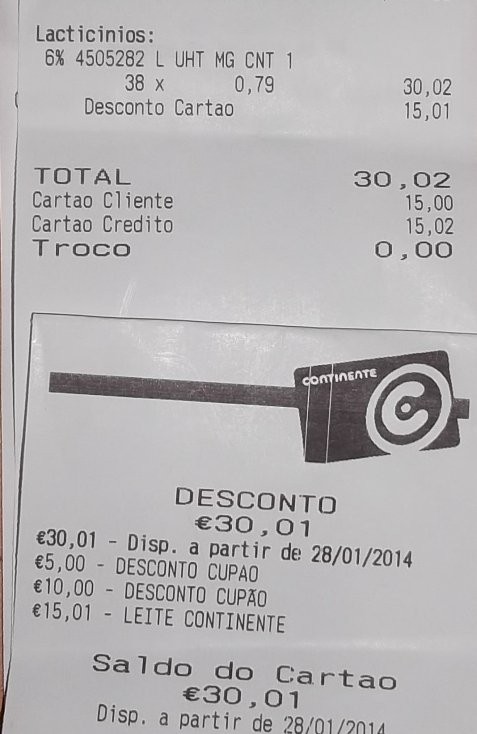 Lacticinios:
6% 4505282 L UHT MG CNT 1
38 x 0,79 30,02
Desconto Cartao 15,01
TOTAL 30,02
Cartao Cliente 15,00
Cartao Credito 15,02
Troco 0,00
CONTINENTE
C
DESCONTO
€30,01
€30,01 - Disp. a partir de 28/01/2014
€5,00 - DESCONTO CUPAO
€10,00 - DESCONTO CUPÃO
€15,01 - LEITE CONTINENTE
Saldo do Cartao
€30,01
Disp. a partir de 28/01/2014